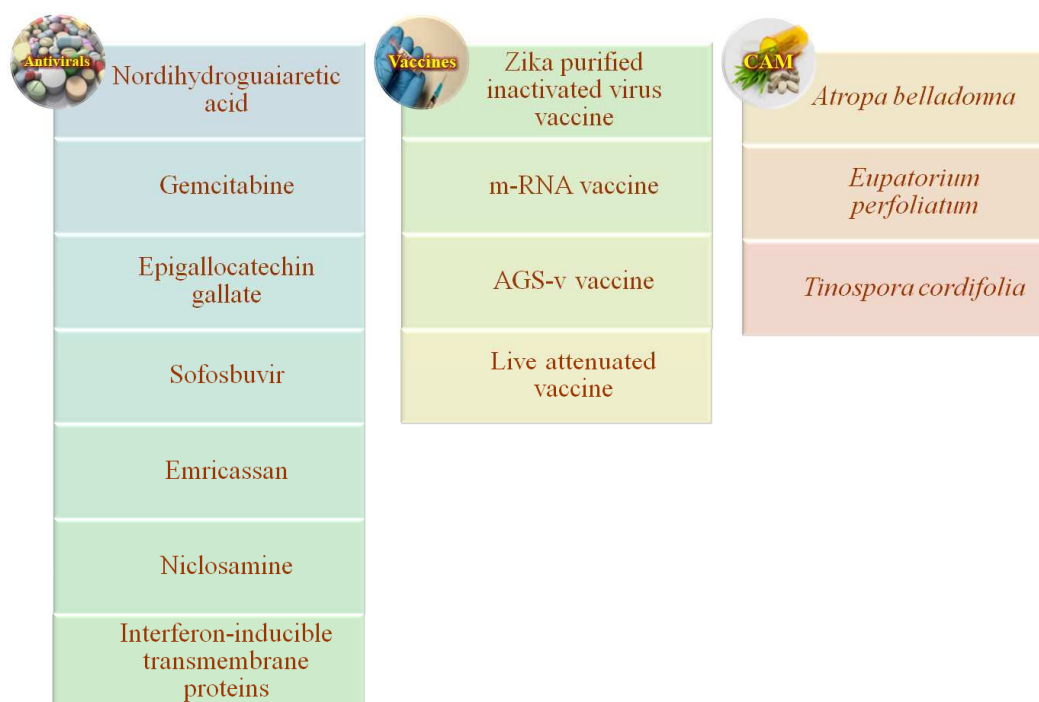 Antivirals
Nordihydroguaiaretic
acid
Gemcitabine
Epigallocatechin
gallate
Sofosbuvir
Emricassan
Niclosamine
Interferon-inducible
transmembrane
proteins
Vaccines
Zika purified
inactivated virus
vaccine
m-RNA vaccine
AGS-v vaccine
Live attenuated
vaccine
CAM
Atropa belladonna
Eupatorium
perfoliatum
Tinospora cordifolia